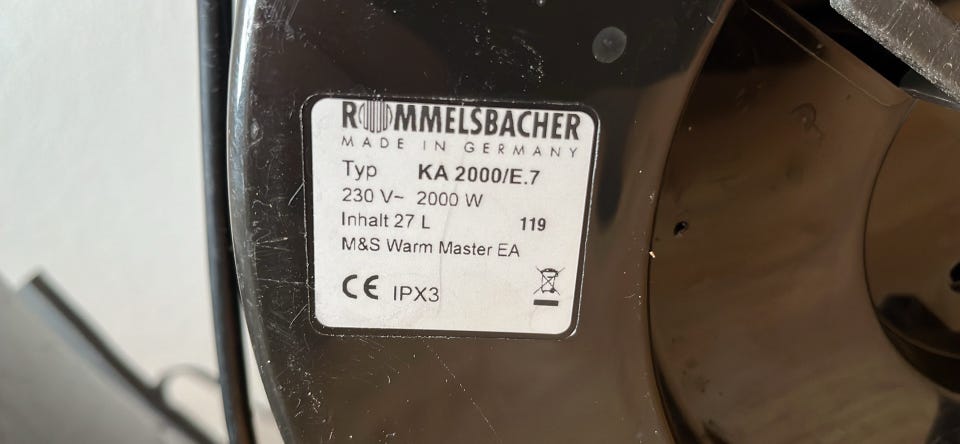 ROMMELSBACHER
MADE IN GERMANY
Typ KA 2000/E.7
230 V~ 2000 W
Inhalt 27 L 119
M&S Warm Master EA
CE IPX3